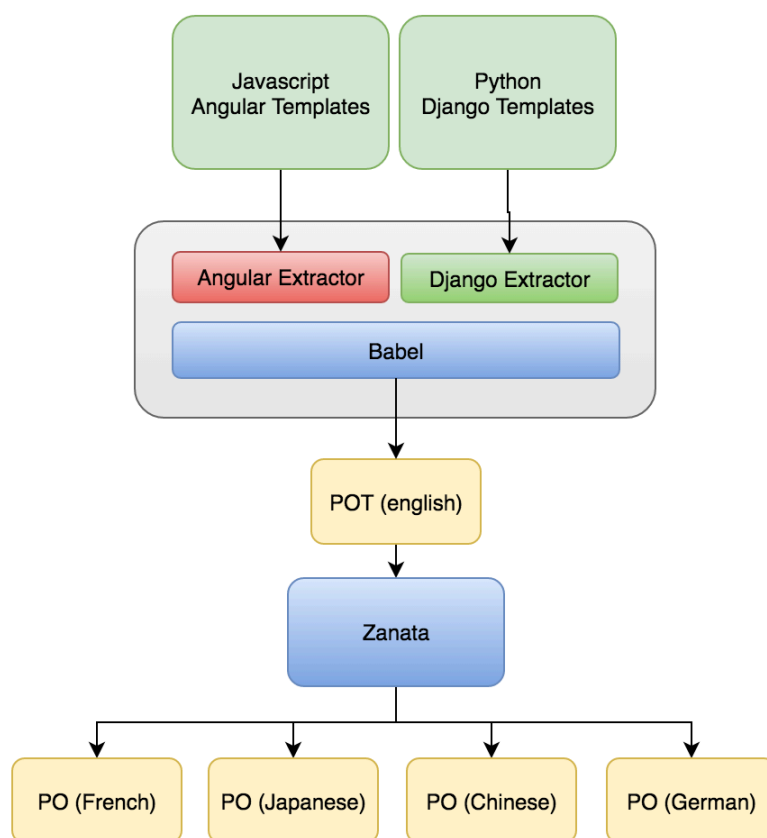 Javascript
Angular Templates
Python
Django Templates
Angular Extractor
Django Extractor
Babel
POT (english)
Zanata
PO (French)
PO (Japanese)
PO (Chinese)
PO (German)